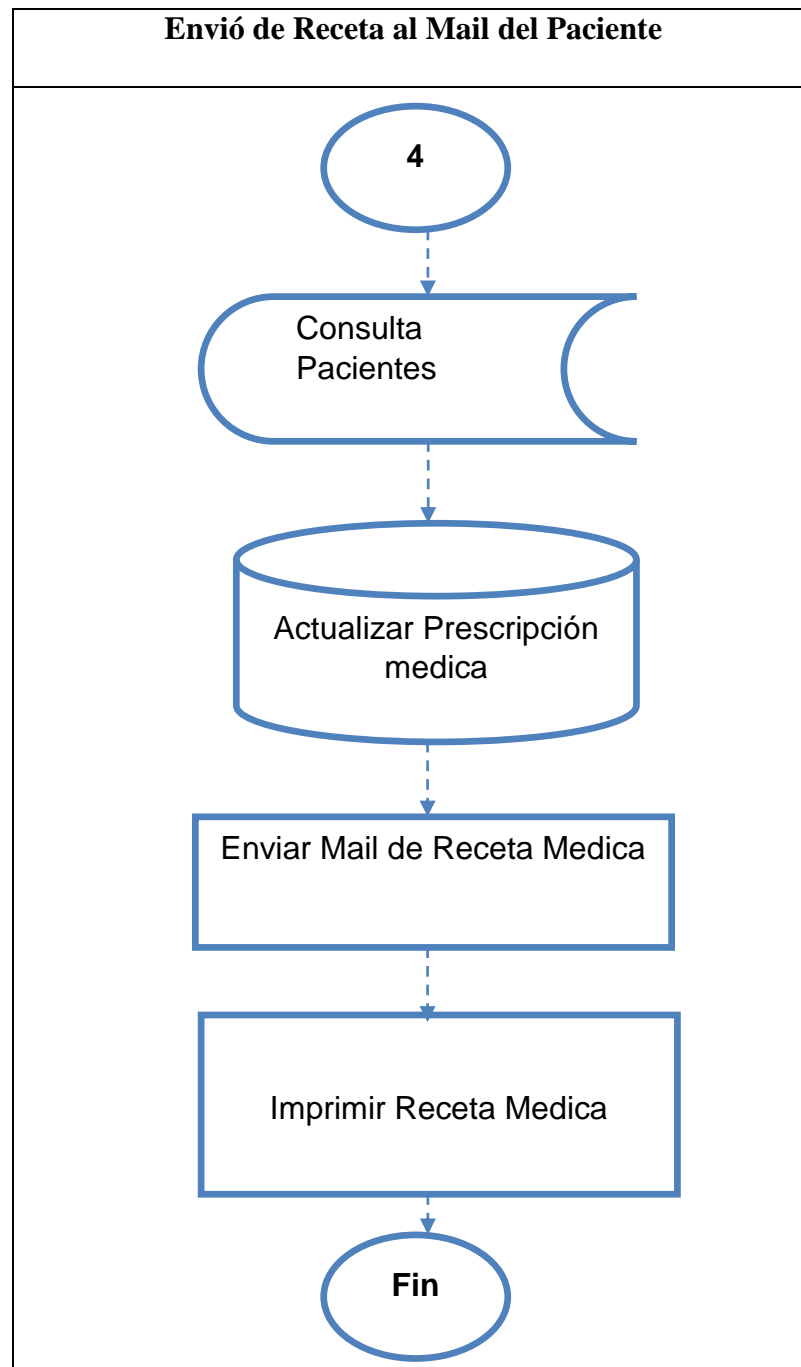 Envió de Receta al Mail del Paciente
4
Consulta
Pacientes
Actualizar Prescripción
medica
Enviar Mail de Receta Medica
Imprimir Receta Medica
Fin